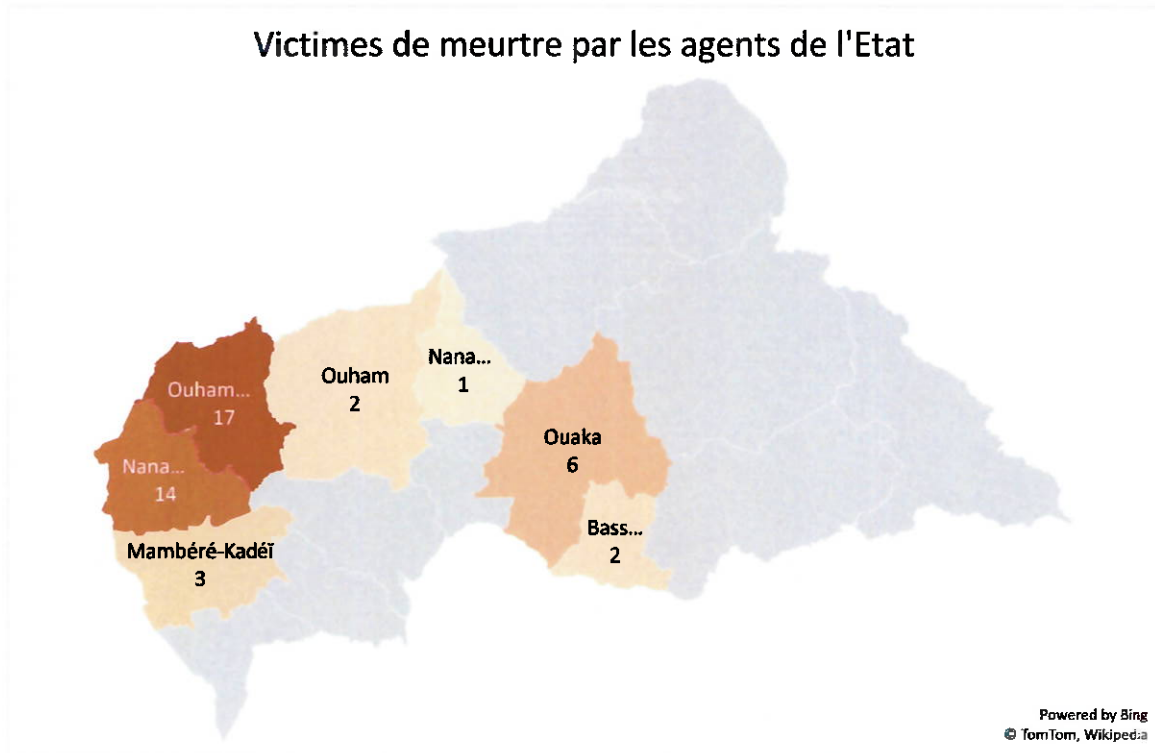 Victimes de meurtre par les agents de l'Etat
Nana...
1
Ouham
2
Ouham...
17
Ouaka
6
Nana...
14
Bass...
2
Mambéré-Kadéï
3
Powered by Bing
© TomTom, Wikipedia